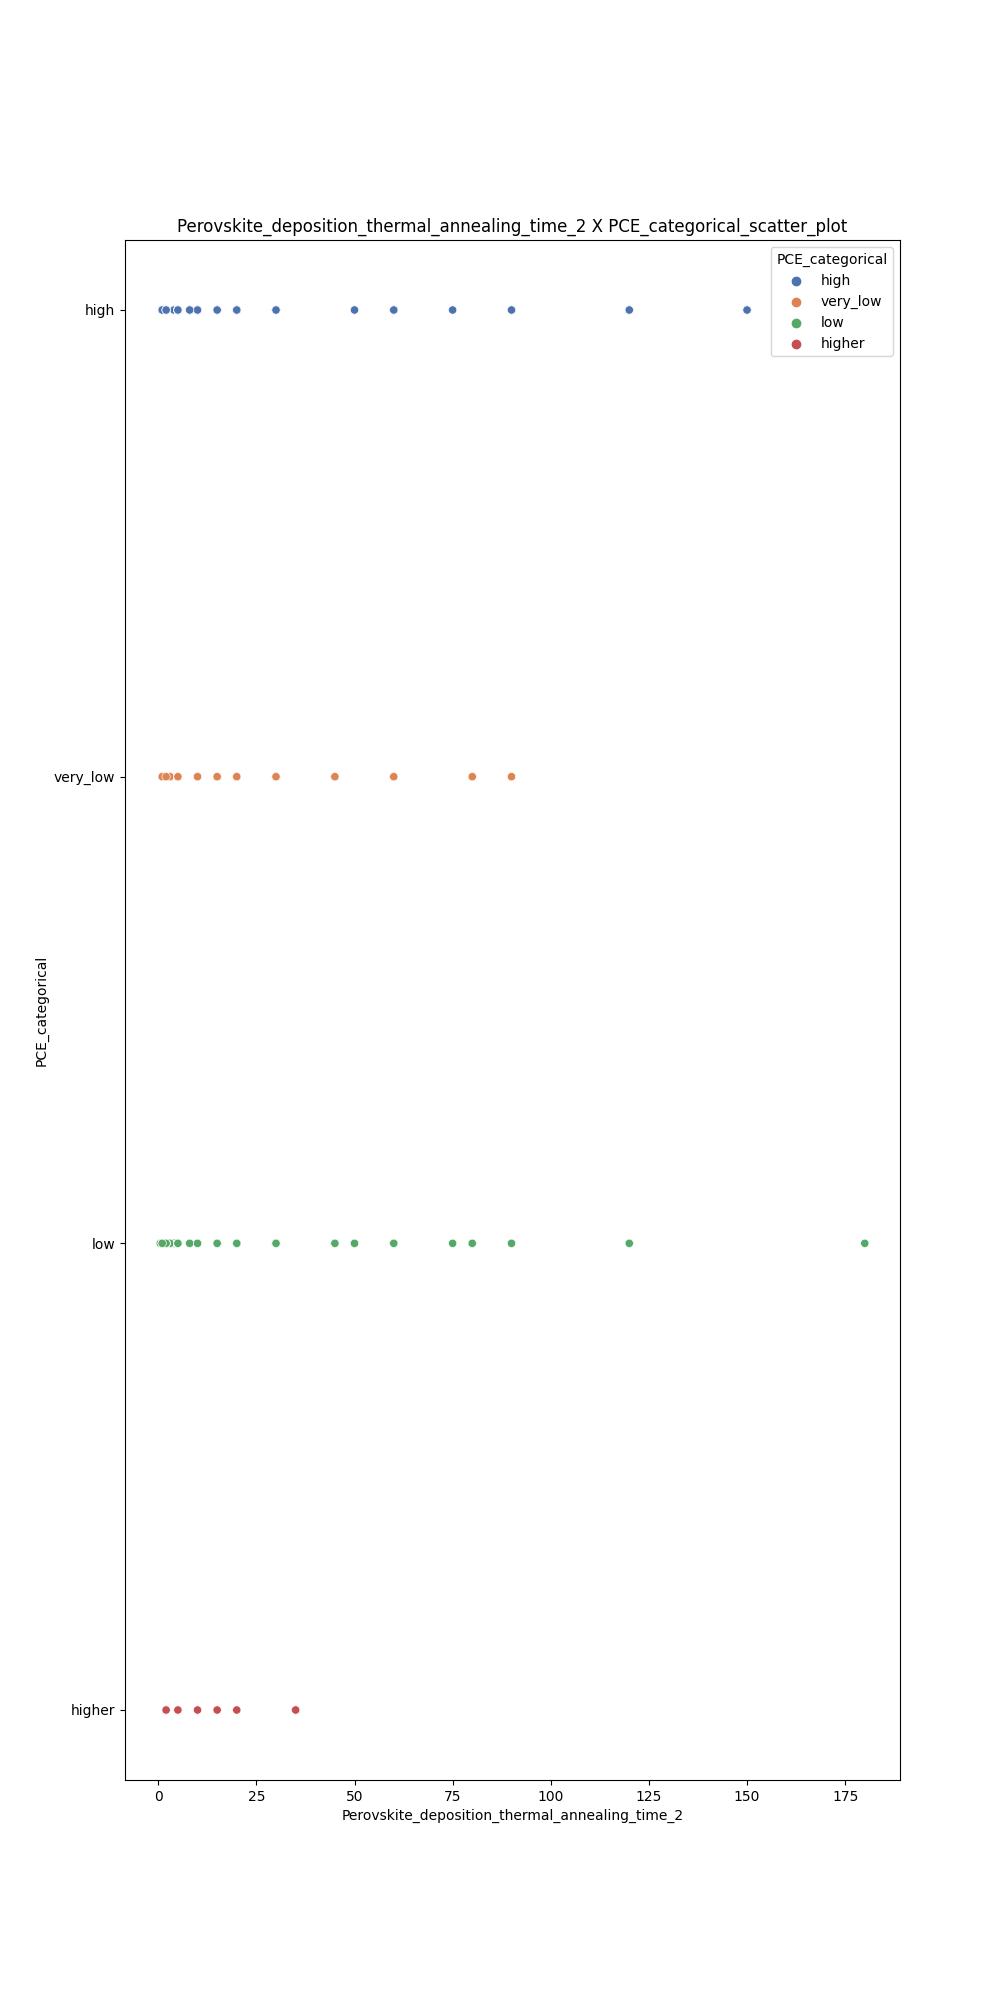 Perovskite_deposition_thermal_annealing_time_2 X PCE_categorical_scatter_plot
PCE_categorical
high
very_low
low
higher
high
very_low
low
higher
PCE_categorical
0 25 50 75 100 125 150 175
Perovskite_deposition_thermal_annealing_time_2